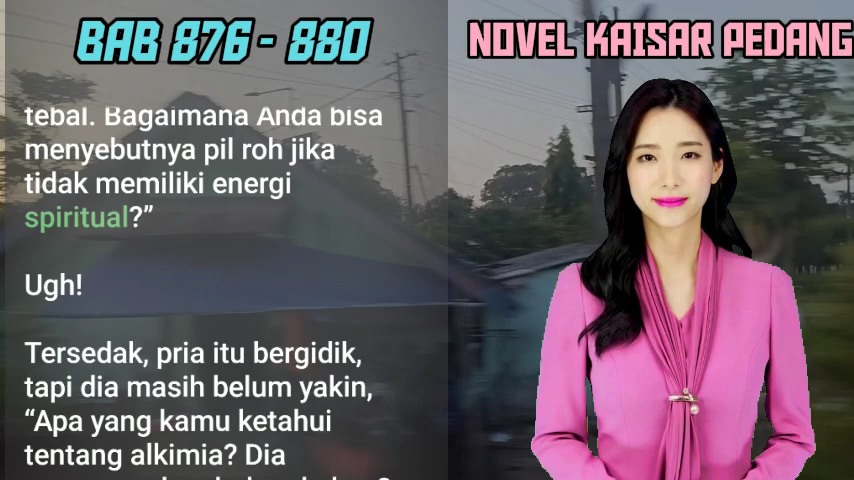 BAB 876 - 880
NOVEL KAISAR PEDANG
tebal. Bagaimana Anda bisa
menyebutnya pil roh jika
tidak memiliki energi
spiritual?”
Ugh!
Tersedak, pria itu bergidik,
tapi dia masih belum yakin,
“Apa yang kamu ketahui
tentang alkimia? Dia